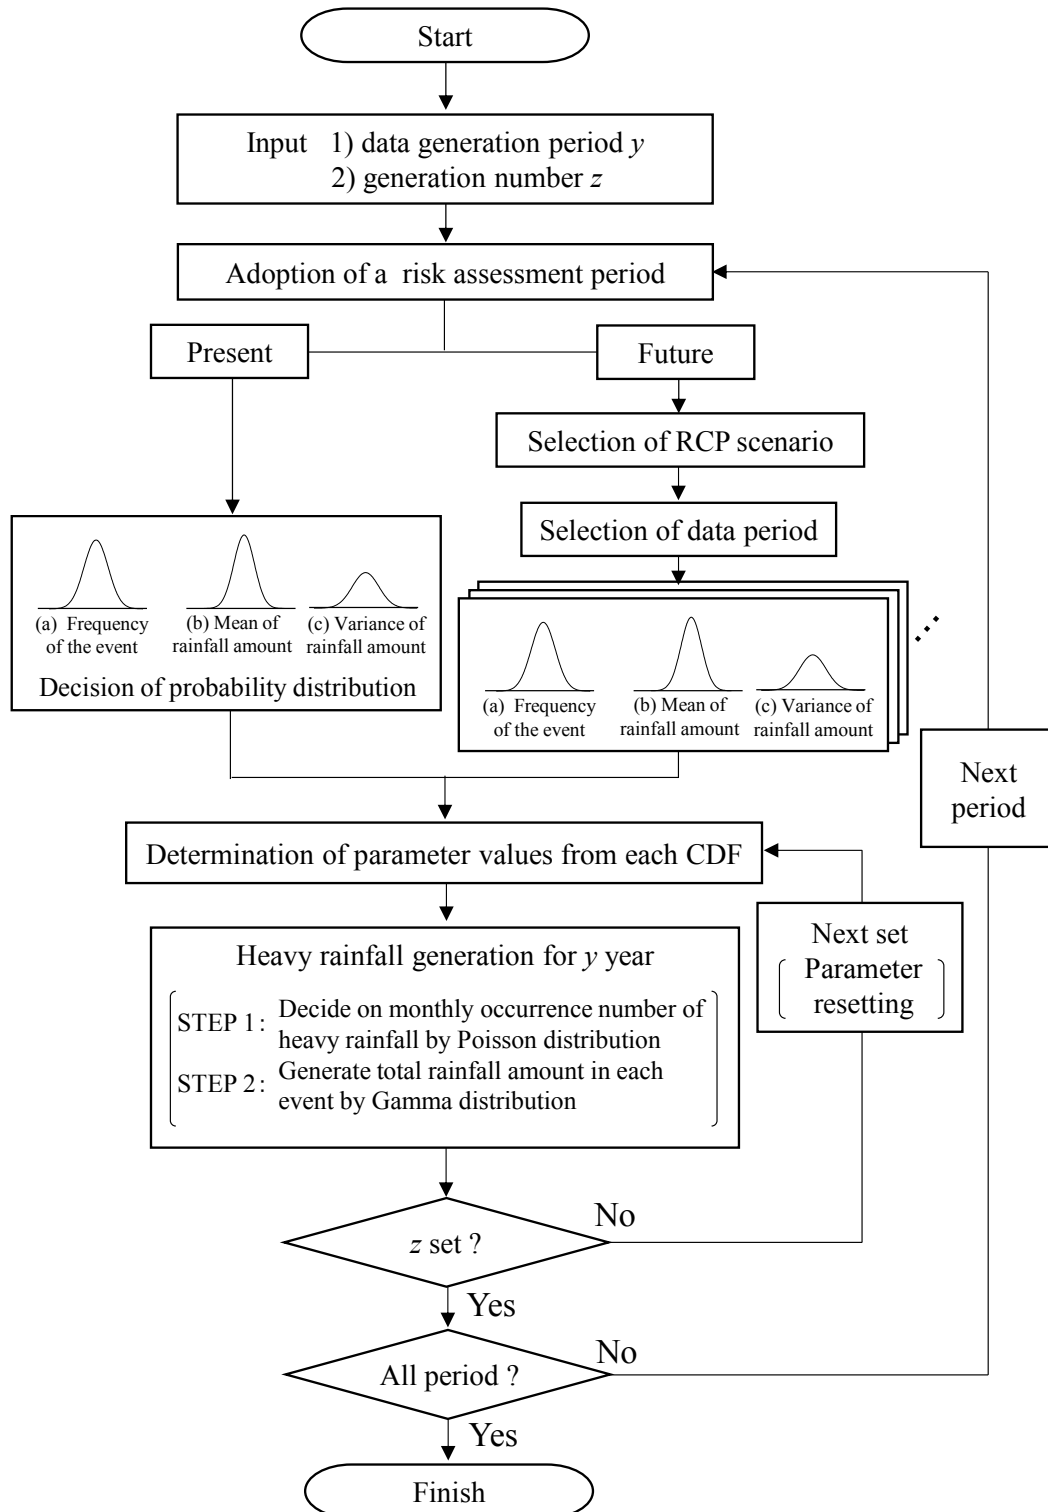 Start
Input 1) data generation period y
2) generation number z
Adoption of a risk assessment period
Present
Future
Selection of RCP scenario
Selection of data period
(a) Frequency
of the event
(b) Mean of
rainfall amount
(c) Variance of
rainfall amount
Decision of probability distribution
(a) Frequency
of the event
(b) Mean of
rainfall amount
(c) Variance of
rainfall amount
Next
period
Determination of parameter values from each CDF
Next set
Parameter
resetting
Heavy rainfall generation for y year
STEP 1: Decide on monthly occurrence number of
heavy rainfall by Poisson distribution
STEP 2: Generate total rainfall amount in each
event by Gamma distribution
z set ?
No
Yes
All period ?
No
Yes
Finish